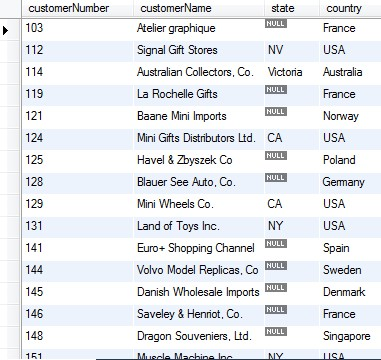 customerNumber customerName state country
103 Atelier graphique NULL France
112 Signal Gift Stores NV USA
114 Australian Collectors, Co. Victoria Australia
119 La Rochelle Gifts NULL France
121 Baane Mini Imports NULL Norway
124 Mini Gifts Distributors Ltd. CA USA
125 Havel & Zbyszek Co NULL Poland
128 Blauer See Auto, Co. NULL Germany
129 Mini Wheels Co. CA USA
131 Land of Toys Inc. NY USA
141 Euro+ Shopping Channel NULL Spain
144 Volvo Model Replicas, Co NULL Sweden
145 Danish Wholesale Imports NULL Denmark
146 Saveley & Henriot, Co. NULL France
148 Dragon Souveniers, Ltd. NULL Singapore
151 Muscle Machine Inc NY USA